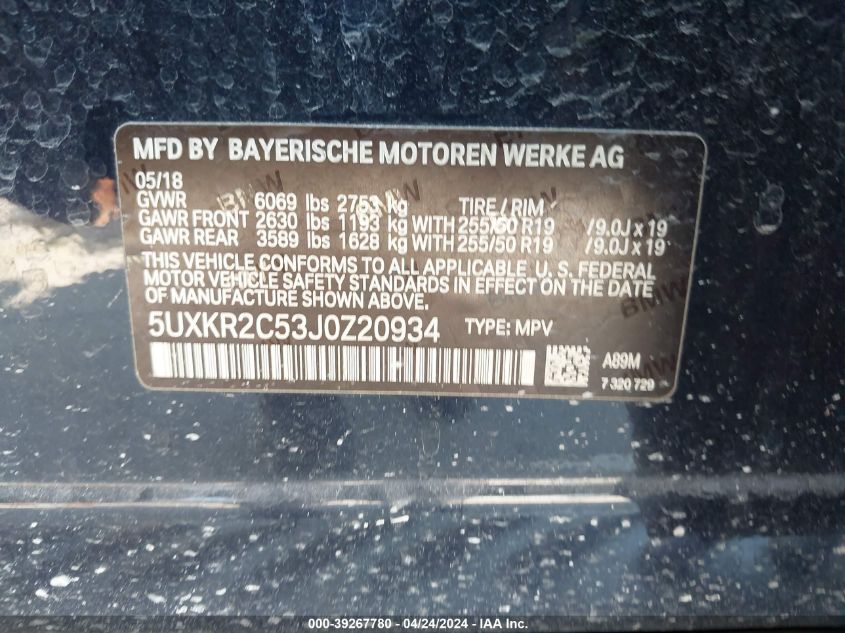 MFD BY BAYERISCHE MOTOREN WERKE AG
05/18
GVWR 6069 lbs 2753 kg TIRE / RIM
GAWR FRONT 2630 lbs 1193 kg WITH 255/50 R19 /9.0J x 19
GAWR REAR 3589 lbs 1628 kg WITH 255/50 R19 /9.0J x 19
THIS VEHICLE CONFORMS TO ALL APPLICABLE U. S. FEDERAL
MOTOR VEHICLE SAFETY STANDARDS IN EFFECT ON THE DATE
OF MANUFACTURE SHOWN ABOVE.
5UXKR2C53J0Z20934 TYPE: MPV
A89M
7 320 729
000-39267780 - 04/24/2024 - IAA, Inc.